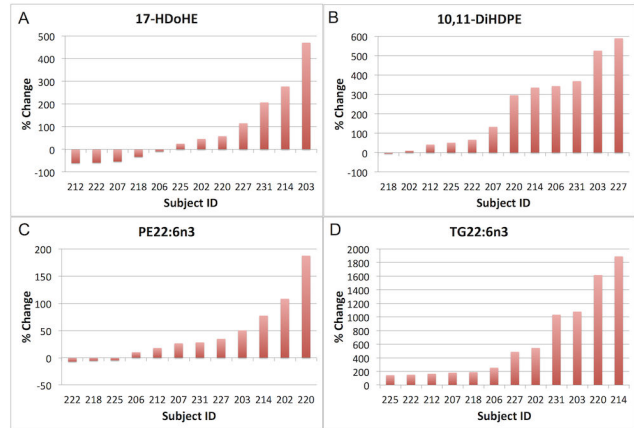 A
17-HDoHE
% Change
500
400
300
200
100
0
-100
212 222 207 218 206 225 202 220 227 231 214 203
Subject ID
B
10,11-DiHDPE
% Change
600
500
400
300
200
100
0
-100
218 202 212 225 222 207 220 214 206 231 203 227
Subject ID
C
PE22:6n3
% Change
200
150
100
50
0
-50
222 218 225 206 212 207 231 227 203 214 202 220
Subject ID
D
TG22:6n3
% Change
2000
1800
1600
1400
1200
1000
800
600
400
200
0
225 222 212 207 218 206 227 202 231 203 220 214
Subject ID